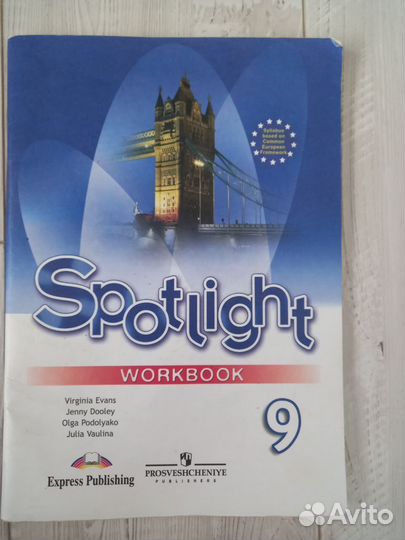 Syllabus
based on
Common
European
Framework
Spotlight
WORKBOOK
Virginia Evans
Jenny Dooley
Olga Podolyako
Julia Vaulina
9
Express Publishing
PROSVESHCHENIYE
PUBLISHERS
Avito